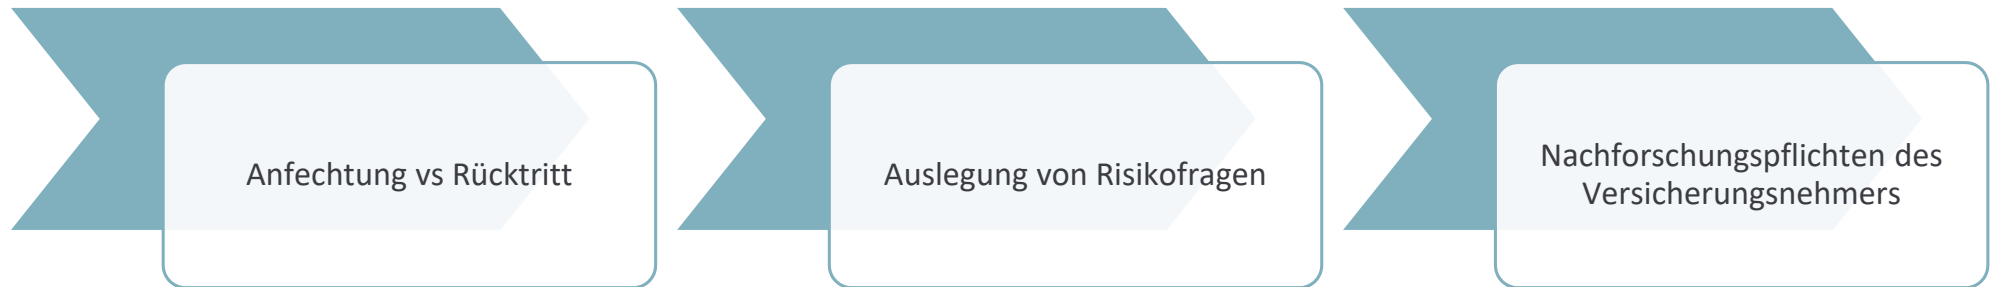 Anfechtung vs Rücktritt
Auslegung von Risikofragen
Nachforschungspflichten des
Versicherungsnehmers